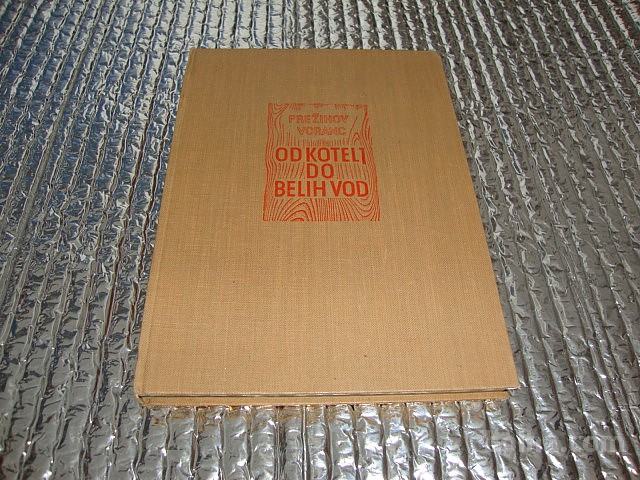 PREŽIHOV
VORANC
OD KOTELJ
DO
BELIH VOD